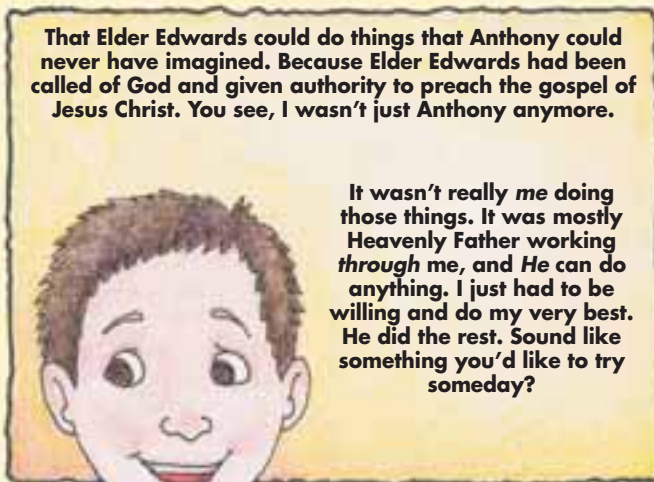 That Elder Edwards could do things that Anthony could
never have imagined. Because Elder Edwards had been
called of God and given authority to preach the gospel of
Jesus Christ. You see, I wasn’t just Anthony anymore.
It wasn’t really me doing
those things. It was mostly
Heavenly Father working
through me, and He can do
anything. I just had to be
willing and do my very best.
He did the rest. Sound like
something you’d like to try
someday?